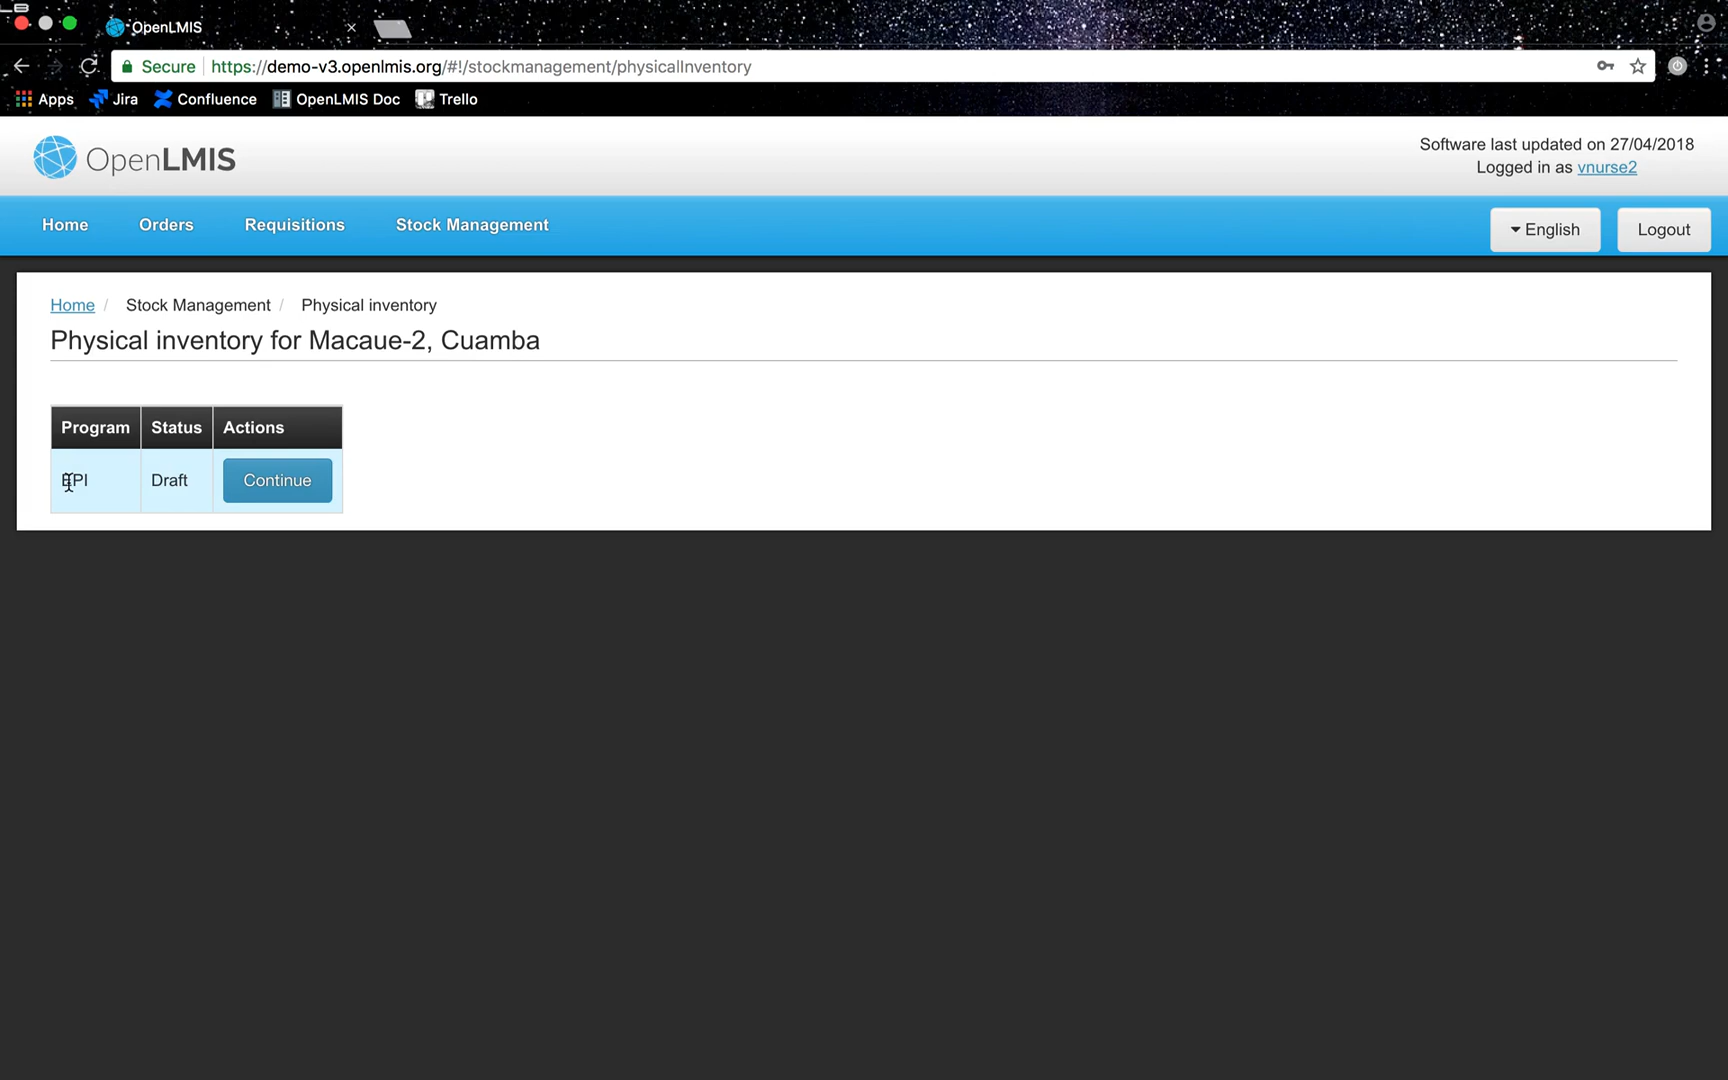 OpenLMIS
Secure https://demo-v3.openlmis.org/#!/stockmanagement/physicalInventory
Apps Jira Confluence OpenLMIS Doc Trello
OpenLMIS
Software last updated on 27/04/2018
Logged in as vnurse2
Home Orders Requisitions Stock Management English Logout
Home / Stock Management / Physical inventory
Physical inventory for Macaue-2, Cuamba
Program Status Actions
EPI Draft Continue